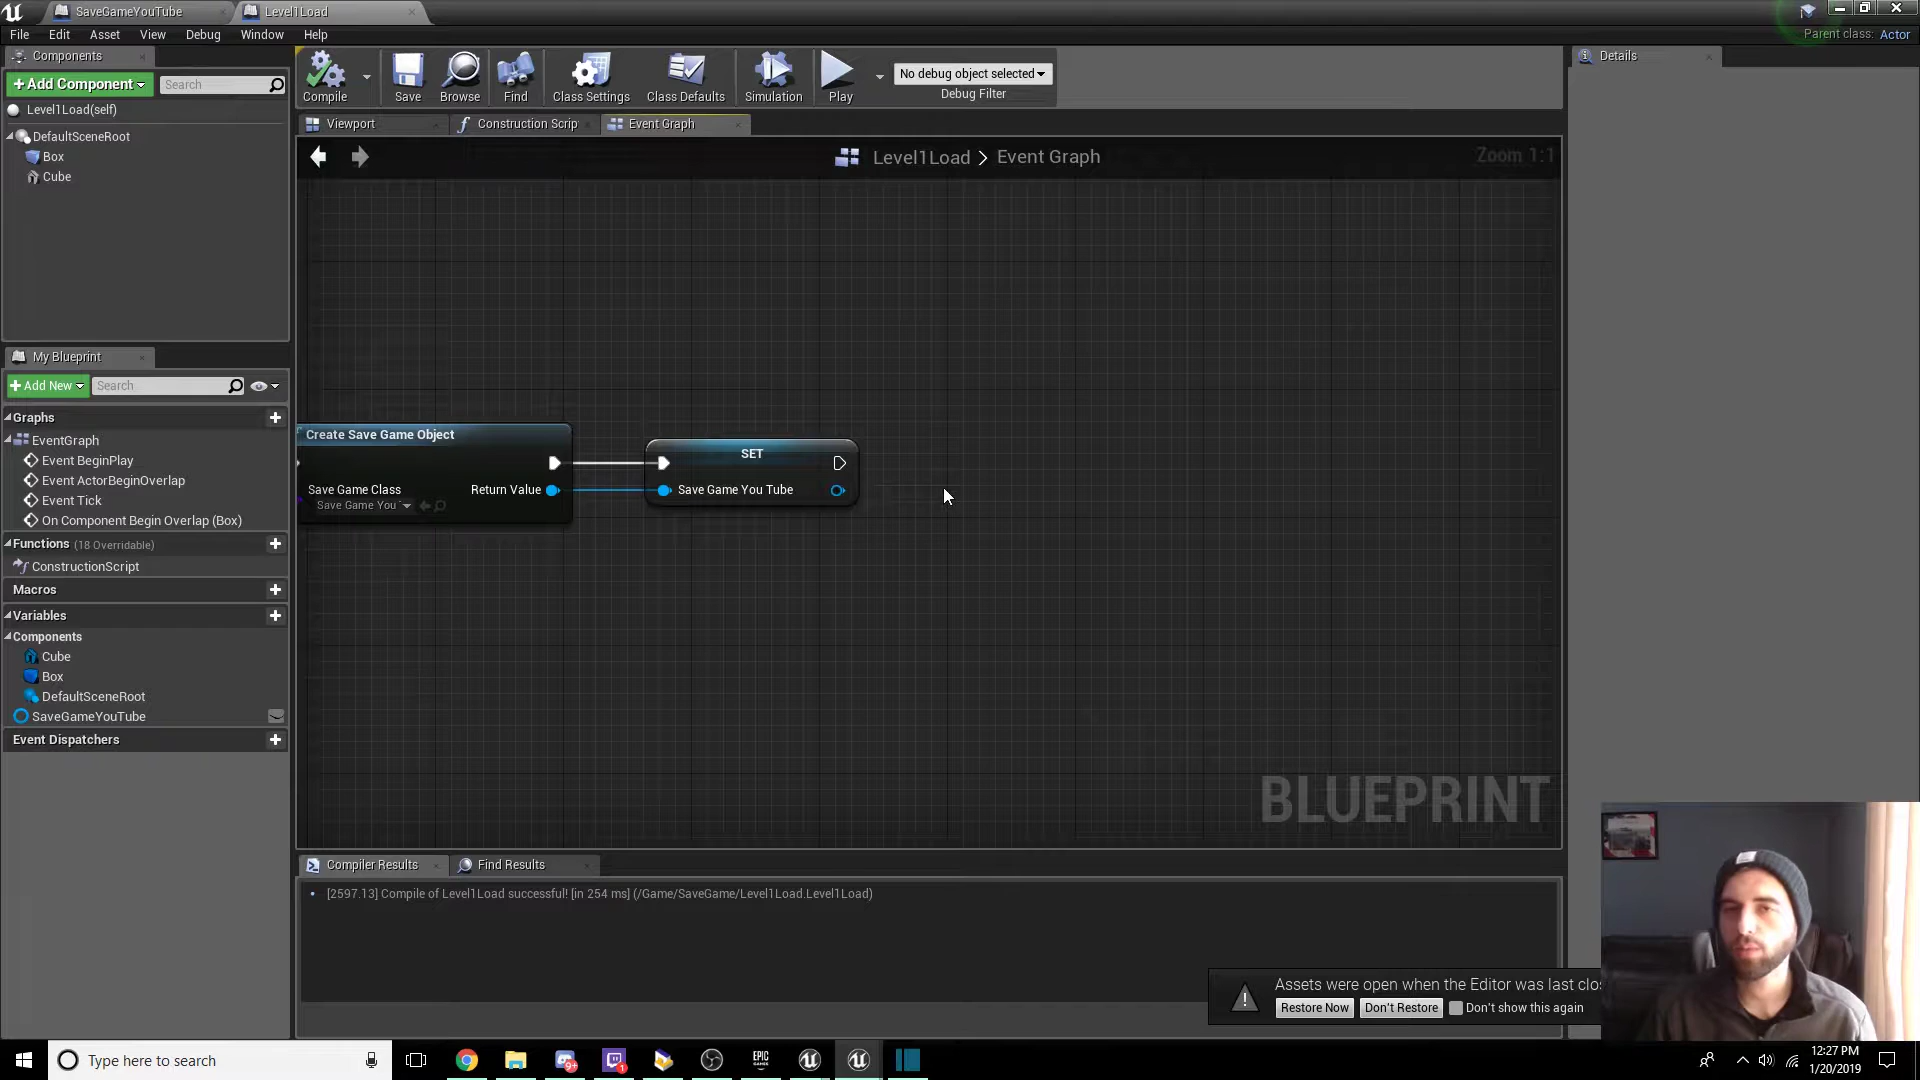 SaveGameYouTube
Level1Load
File Edit Asset View Debug Window Help
Parent class: Actor
Components
+ Add Component
Search
Level1Load(self)
DefaultSceneRoot
Box
Cube
Compile
Save
Browse
Find
Class Settings
Class Defaults
Simulation
Play
No debug object selected
Debug Filter
Details
Viewport
Construction Scrip
Event Graph
Level1Load > Event Graph
Zoom 1:1
My Blueprint
+ Add New
Search
Graphs
EventGraph
Event BeginPlay
Event ActorBeginOverlap
Event Tick
On Component Begin Overlap (Box)
Functions (18 Overridable)
ConstructionScript
Macros
Variables
Components
Cube
Box
DefaultSceneRoot
SaveGameYouTube
Event Dispatchers
Create Save Game Object
Save Game Class
Return Value
Save Game You
SET
Save Game You Tube
BLUEPRINT
Compiler Results
Find Results
[2597.13] Compile of Level1Load successful! [in 254 ms] (/Game/SaveGame/Level1Load.Level1Load)
Assets were open when the Editor was last clos
Restore Now
Don't Restore
Don't show this again
Type here to search
EPIC
GAMES
12:27 PM
1/20/2019